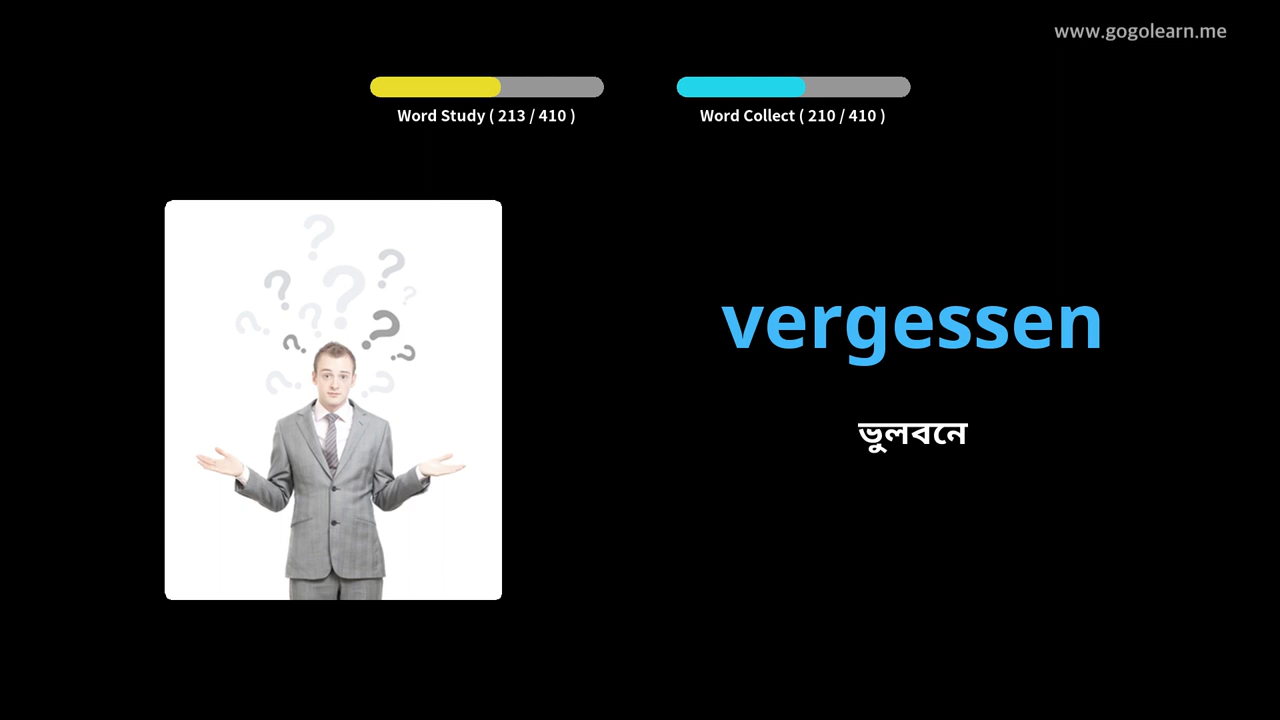 www.gogolearn.me
Word Study ( 213 / 410 )
Word Collect ( 210 / 410 )
vergessen
ভুলবনে